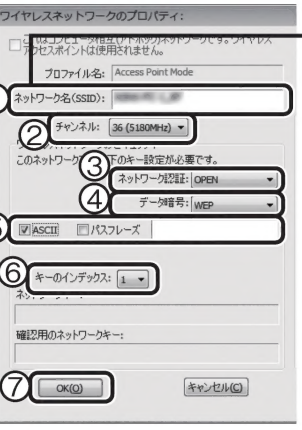 ワイヤレスネットワークのプロパティ:
これはコンピュータ相互(アドホック)ネットワークです。ワイヤレス
アクセスポイントは使用されません。
プロファイル名: Access Point Mode
ネットワーク名(SSID):
② チャンネル: 36 (5180MHz)
このネットワーク 下のキー設定が必要です。
③ ネットワーク認証: OPEN
④ データ暗号: WEP
ASCII パスフレーズ
⑥ キーのインデックス: 1
確認用のネットワークキー:
⑦ OK(O) キャンセル(C)